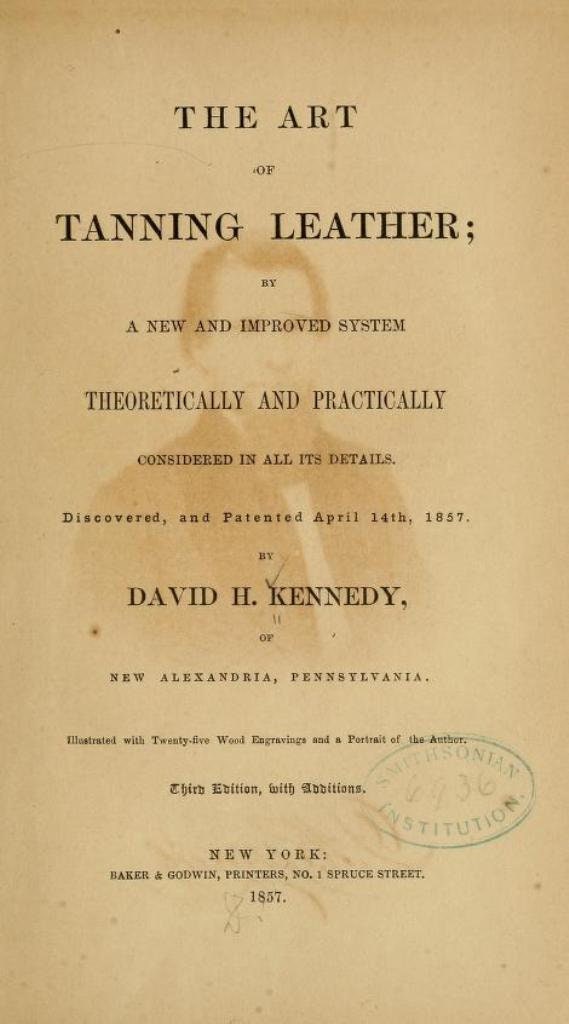 THE ART
OF
TANNING LEATHER;
BY
A NEW AND IMPROVED SYSTEM
THEORETICALLY AND PRACTICALLY
CONSIDERED IN ALL ITS DETAILS.
Discovered, and Patented April 14th, 1857.
BY
DAVID H. KENNEDY,
OF
NEW ALEXANDRIA, PENNSYLVANIA.
Illustrated with Twenty-five Wood Engravings and a Portrait of the Author.
SMITHSONIAN
INSTITUTION.
Third Edition, with Additions.
NEW YORK:
BAKER & GODWIN, PRINTERS, NO. 1 SPRUCE STREET.
1857.